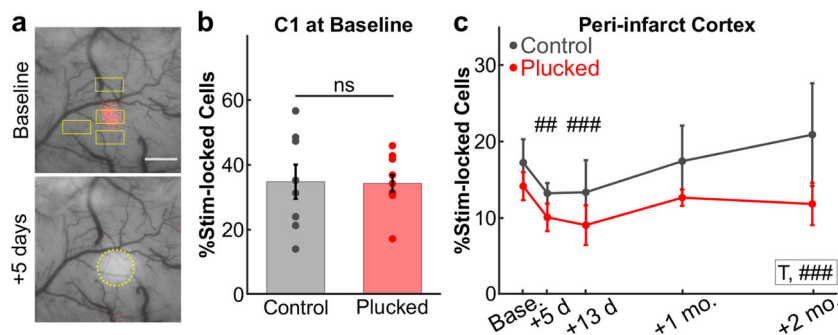 a
Baseline
+5 days
b
C1 at Baseline
%Stim-locked Cells
60
40
20
0
ns
Control
Plucked
c
Peri-infarct Cortex
%Stim-locked Cells
30
20
10
0
Control
Plucked
##
###
T, ###
Base.
+5 d
+13 d
+1 mo.
+2 mo.